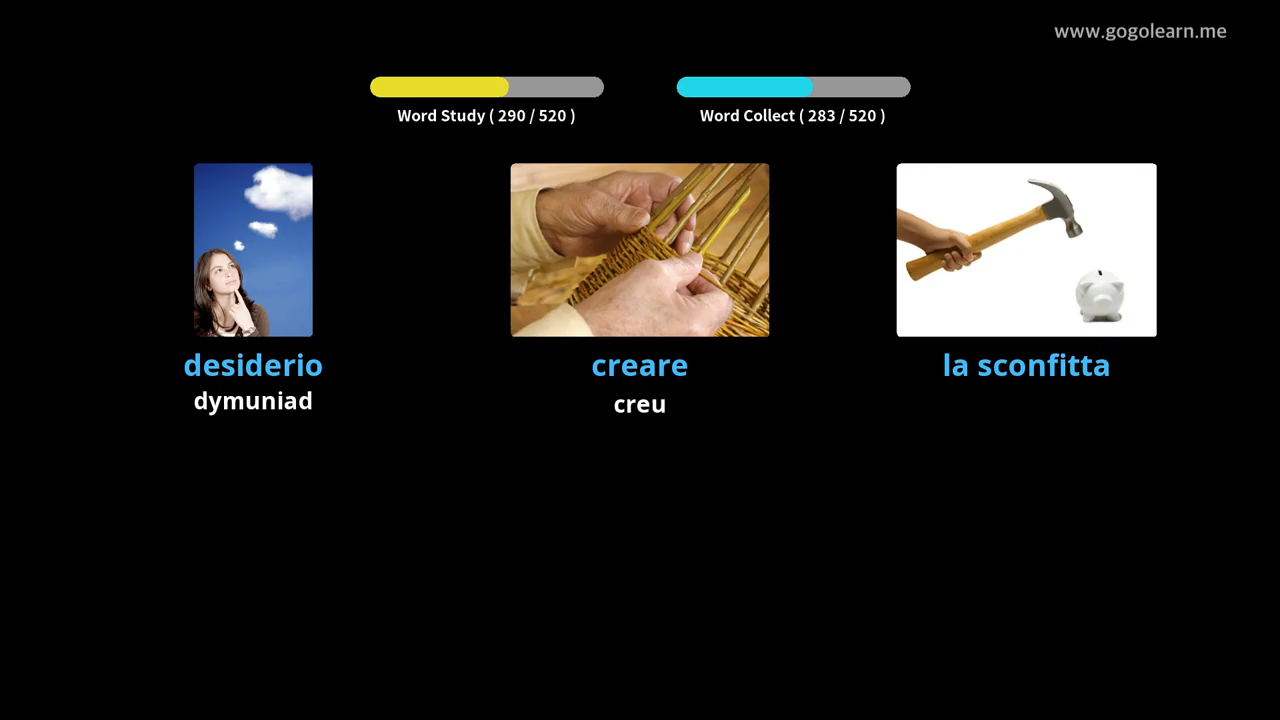 www.gogolearn.me
Word Study ( 290 / 520 )
Word Collect ( 283 / 520 )
desiderio
dymuniad
creare
creu
la sconfitta